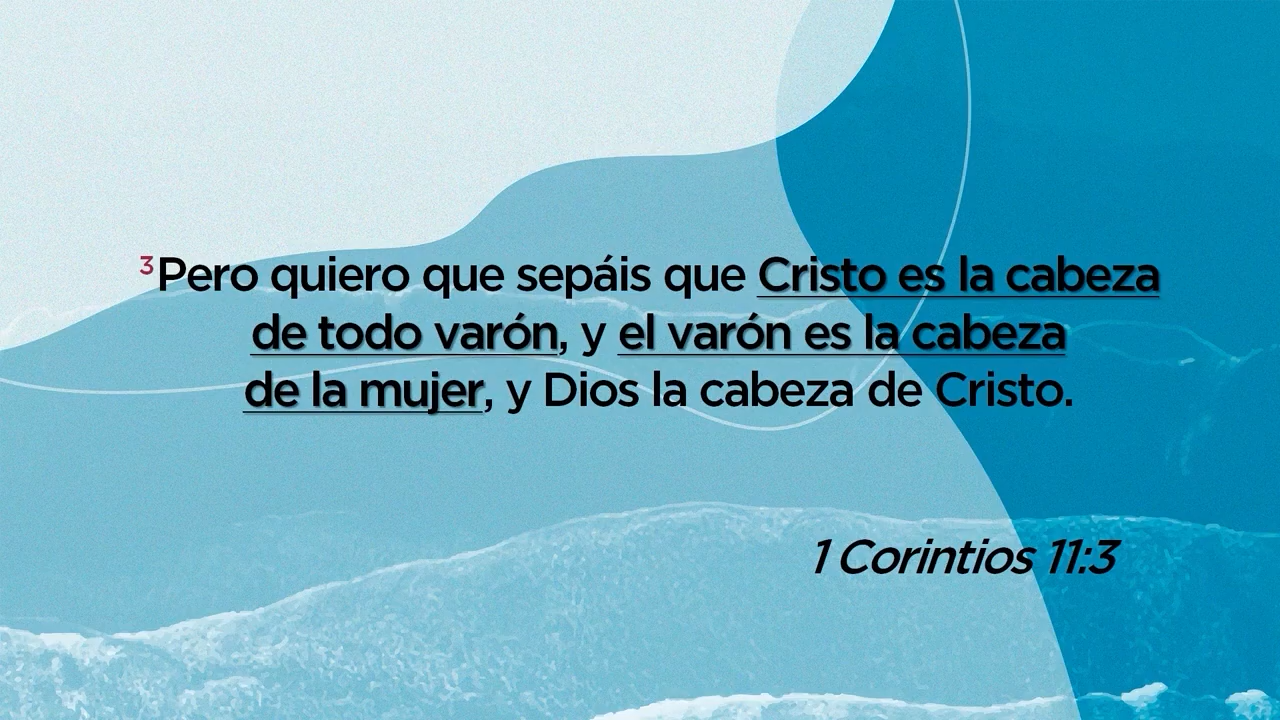 3Pero quiero que sepáis que Cristo es la cabeza
de todo varón, y el varón es la cabeza
de la mujer, y Dios la cabeza de Cristo.
1 Corintios 11:3